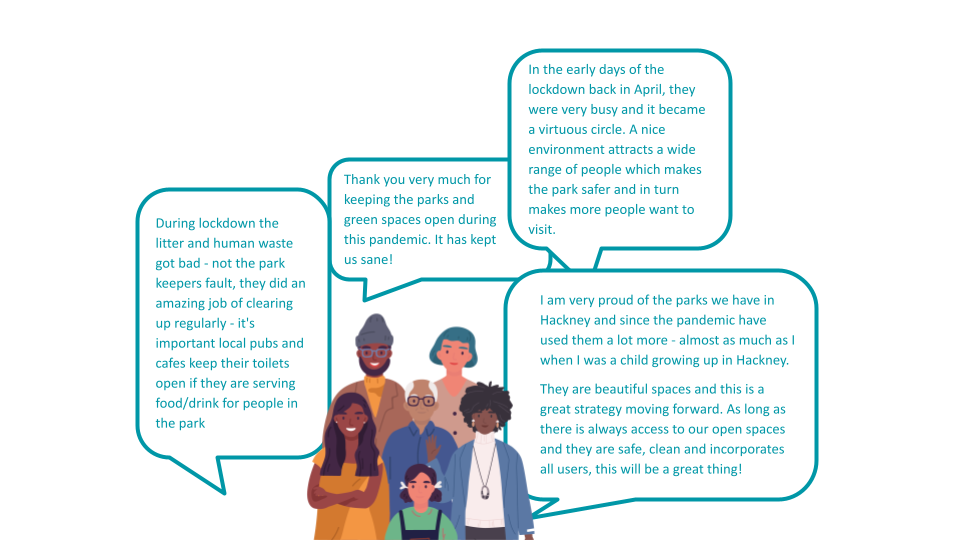 During lockdown the
litter and human waste
got bad - not the park
keepers fault, they did an
amazing job of clearing
up regularly - it's
important local pubs and
cafes keep their toilets
open if they are serving
food/drink for people in
the park
Thank you very much for
keeping the parks and
green spaces open during
this pandemic. It has kept
us sane!
In the early days of the
lockdown back in April, they
were very busy and it became
a virtuous circle. A nice
environment attracts a wide
range of people which makes
the park safer and in turn
makes more people want to
visit.
I am very proud of the parks we have in
Hackney and since the pandemic have
used them a lot more - almost as much as I
when I was a child growing up in Hackney.
They are beautiful spaces and this is a
great strategy moving forward. As long as
there is always access to our open spaces
and they are safe, clean and incorporates
all users, this will be a great thing!